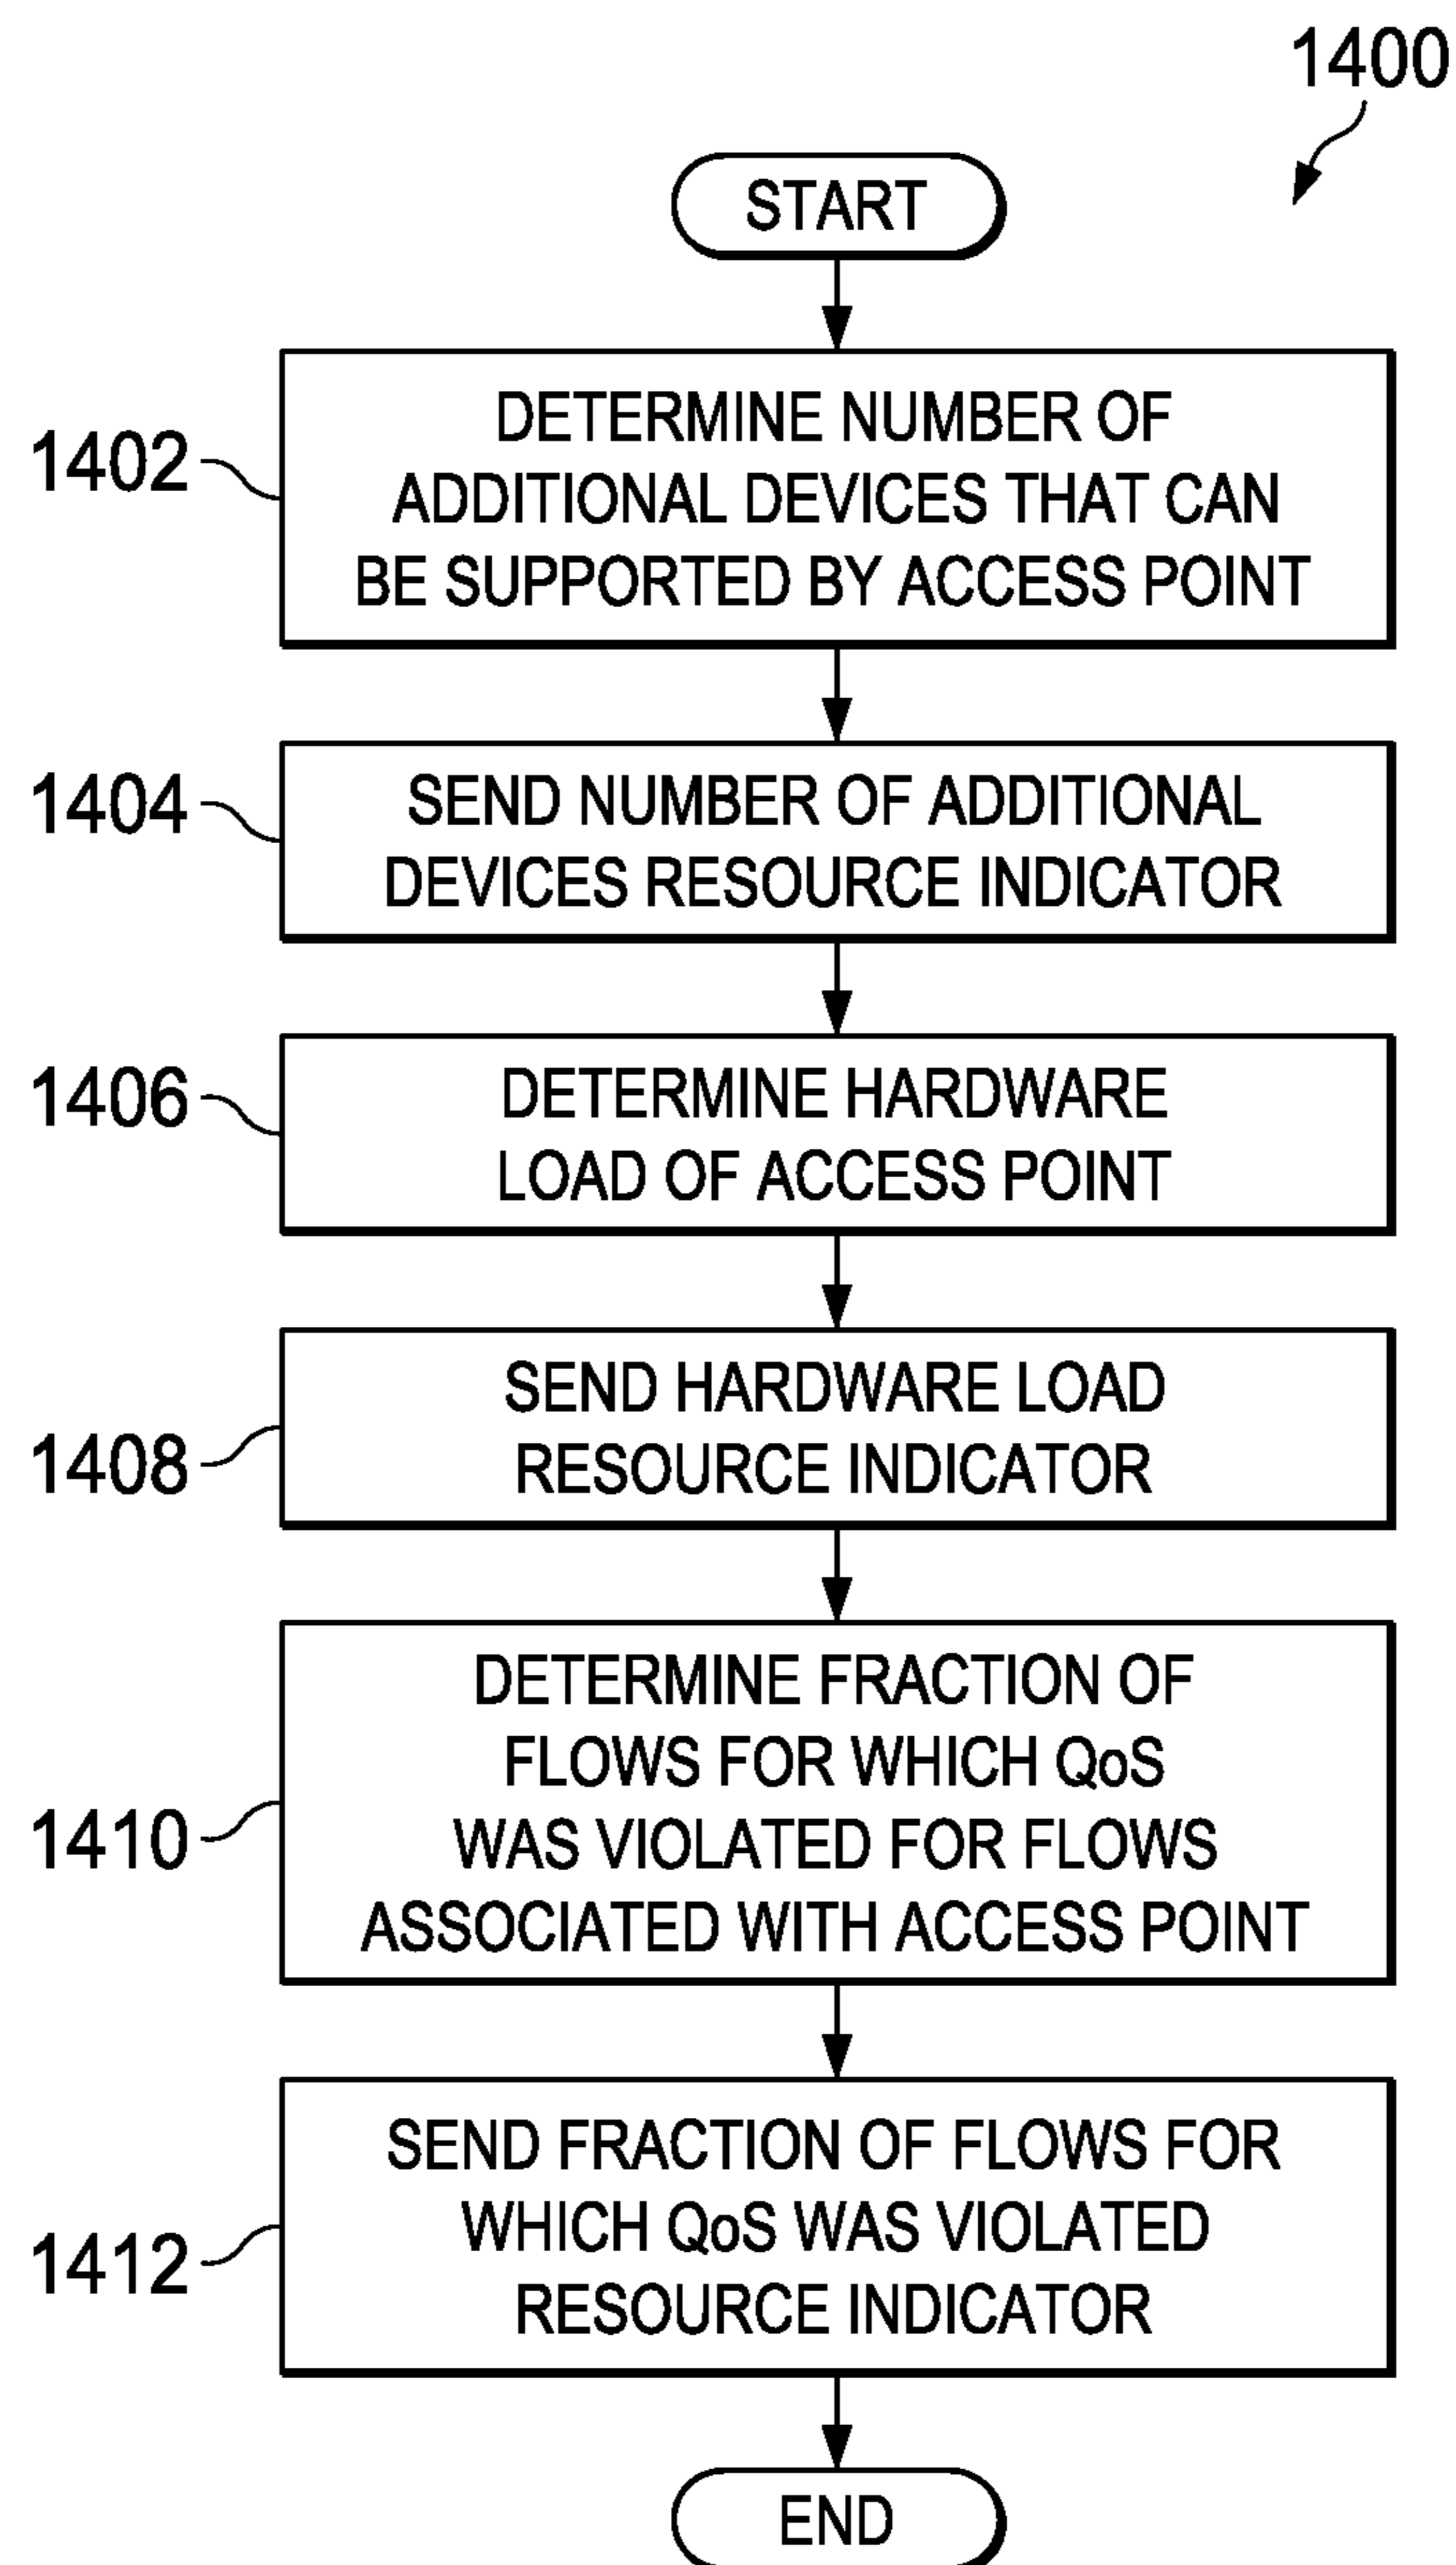 1400
START
1402
DETERMINE NUMBER OF
ADDITIONAL DEVICES THAT CAN
BE SUPPORTED BY ACCESS POINT
1404
SEND NUMBER OF ADDITIONAL
DEVICES RESOURCE INDICATOR
1406
DETERMINE HARDWARE
LOAD OF ACCESS POINT
1408
SEND HARDWARE LOAD
RESOURCE INDICATOR
1410
DETERMINE FRACTION OF
FLOWS FOR WHICH QoS
WAS VIOLATED FOR FLOWS
ASSOCIATED WITH ACCESS POINT
1412
SEND FRACTION OF FLOWS FOR
WHICH QoS WAS VIOLATED
RESOURCE INDICATOR
END